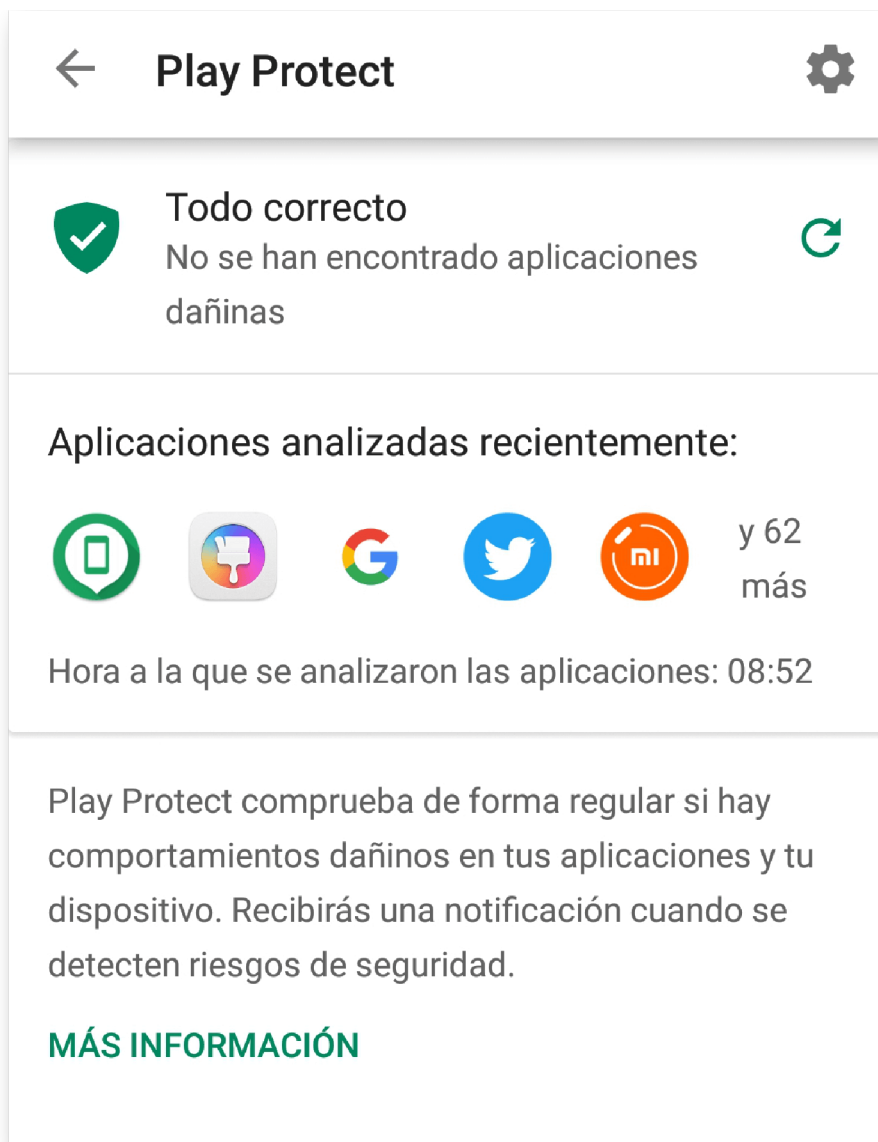 Play Protect
Todo correcto
No se han encontrado aplicaciones
dañinas
Aplicaciones analizadas recientemente:
G
mi
y 62
más
Hora a la que se analizaron las aplicaciones: 08:52
Play Protect comprueba de forma regular si hay
comportamientos dañinos en tus aplicaciones y tu
dispositivo. Recibirás una notificación cuando se
detecten riesgos de seguridad.
MÁS INFORMACIÓN